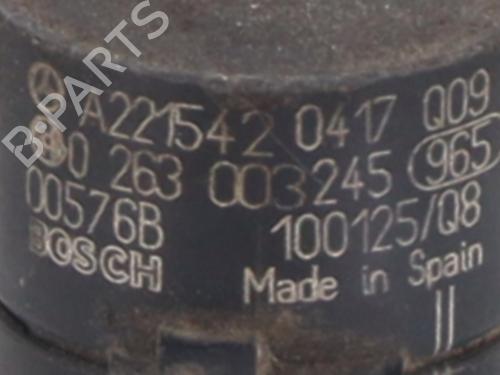 A221542 0417 Q09
0 263 003245 965
00576B 100125/Q8
BOSCH Made in Spain
||
B-PARTS